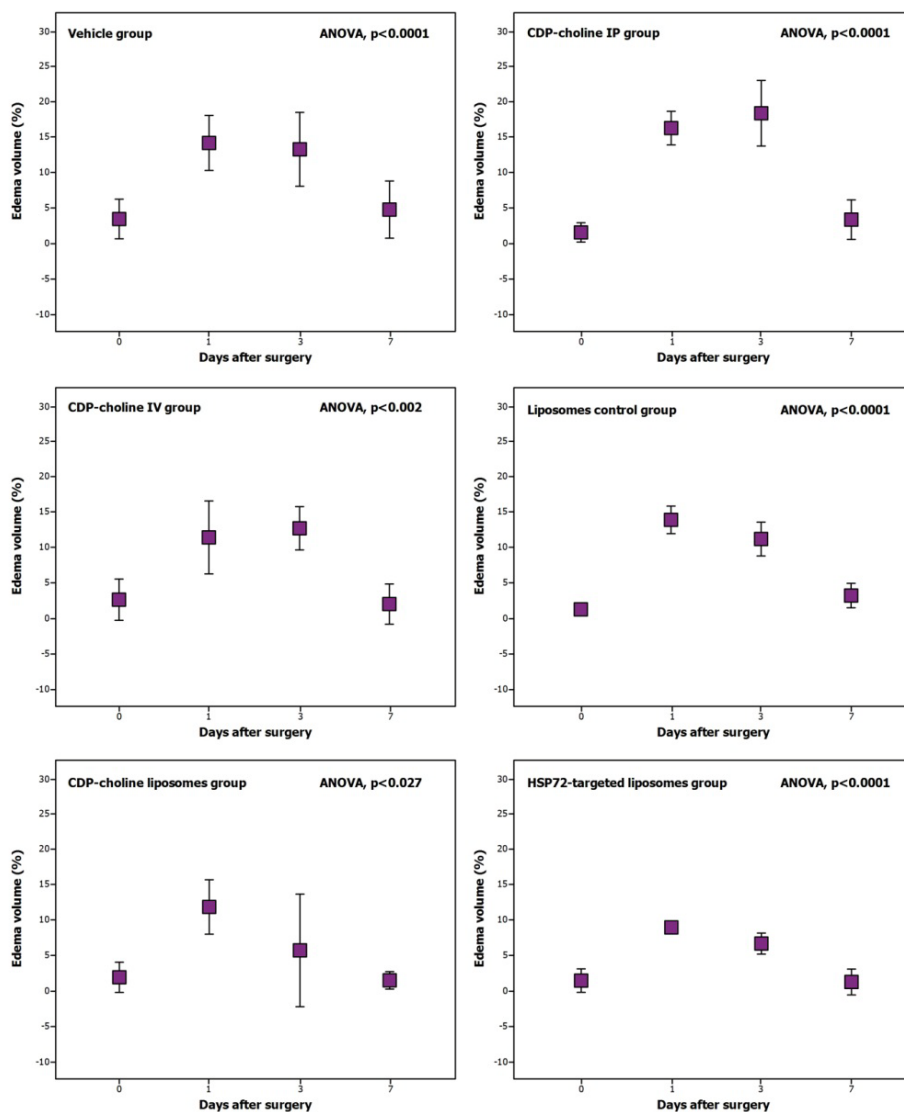 Vehicle group ANOVA, p<0.0001
30
25
20
15
10
5
0
-5
-10
Edema volume (%)
0 1 3 7
Days after surgery
CDP-choline IP group ANOVA, p<0.0001
30
25
20
15
10
5
0
-5
-10
Edema volume (%)
0 1 3 7
Days after surgery
CDP-choline IV group ANOVA, p<0.002
30
25
20
15
10
5
0
-5
-10
Edema volume (%)
0 1 3 7
Days after surgery
Liposomes control group ANOVA, p<0.0001
30
25
20
15
10
5
0
-5
-10
Edema volume (%)
0 1 3 7
Days after surgery
CDP-choline liposomes group ANOVA, p<0.027
30
25
20
15
10
5
0
-5
-10
Edema volume (%)
0 1 3 7
Days after surgery
HSP72-targeted liposomes group ANOVA, p<0.0001
30
25
20
15
10
5
0
-5
-10
Edema volume (%)
0 1 3 7
Days after surgery